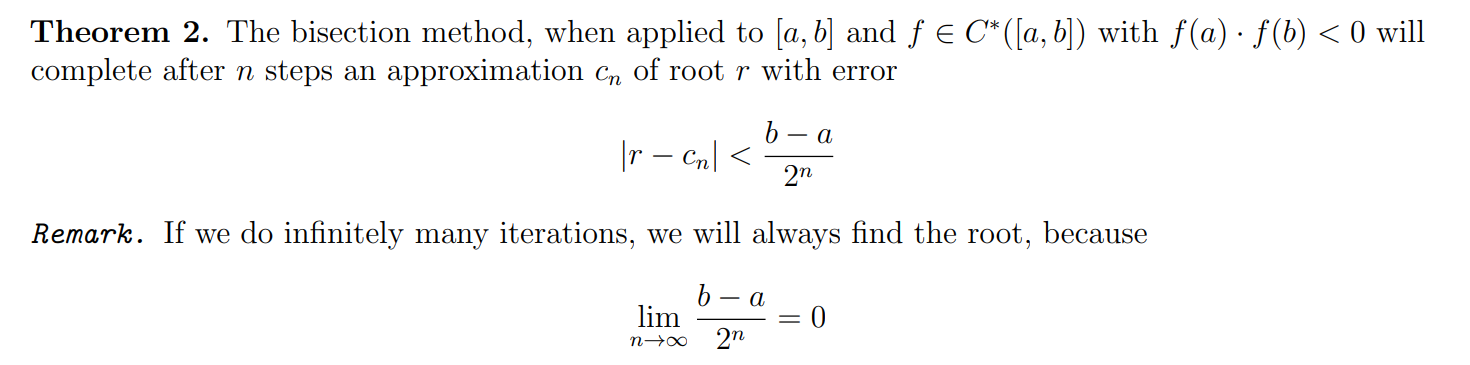 Theorem 2. The bisection method, when applied to [a, b] and f ∈ C*([a, b]) with f(a) · f(b) < 0 will
complete after n steps an approximation cₙ of root r with error
|r − cₙ| < (b − a) / 2ⁿ
Remark. If we do infinitely many iterations, we will always find the root, because
lim_{n→∞} (b − a) / 2ⁿ = 0